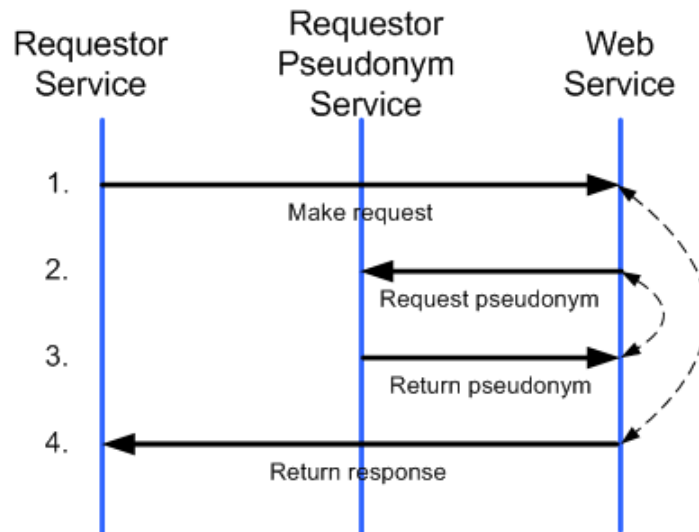 Requestor
Service
Requestor
Pseudonym
Service
Web
Service
1.
Make request
2.
Request pseudonym
3.
Return pseudonym
4.
Return response